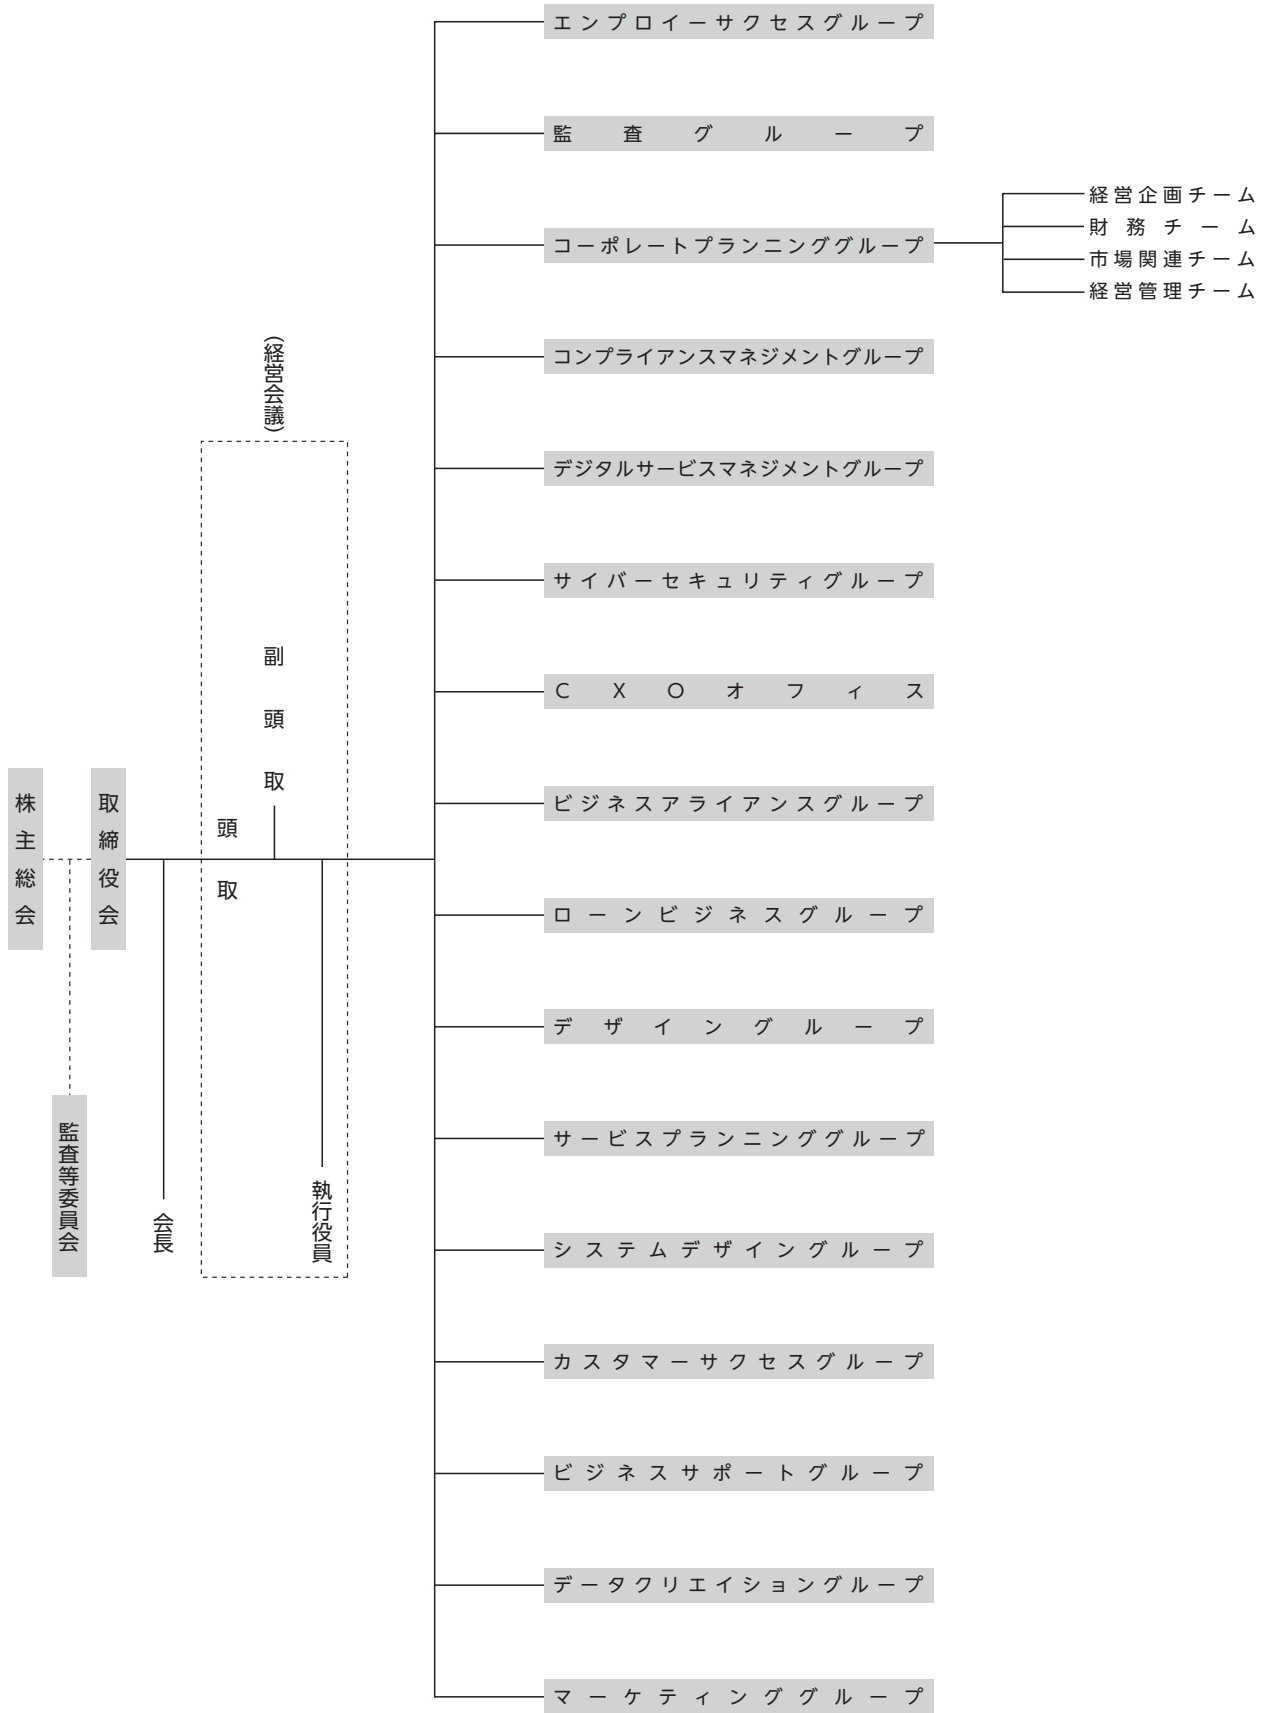 株主総会
取締役会
監査等委員会
会長
(経営会議)
頭取
副頭取
執行役員
エンプロイーサクセスグループ
監査グループ
コーポレートプランニンググループ
経営企画チーム
財務チーム
市場関連チーム
経営管理チーム
コンプライアンスマネジメントグループ
デジタルサービスマネジメントグループ
サイバーセキュリティグループ
CXOオフィス
ビジネスアライアンスグループ
ローンビジネスグループ
デザイングループ
サービスプランニンググループ
システムデザイングループ
カスタマーサクセスグループ
ビジネスサポートグループ
データクリエイショングループ
マーケティンググループ